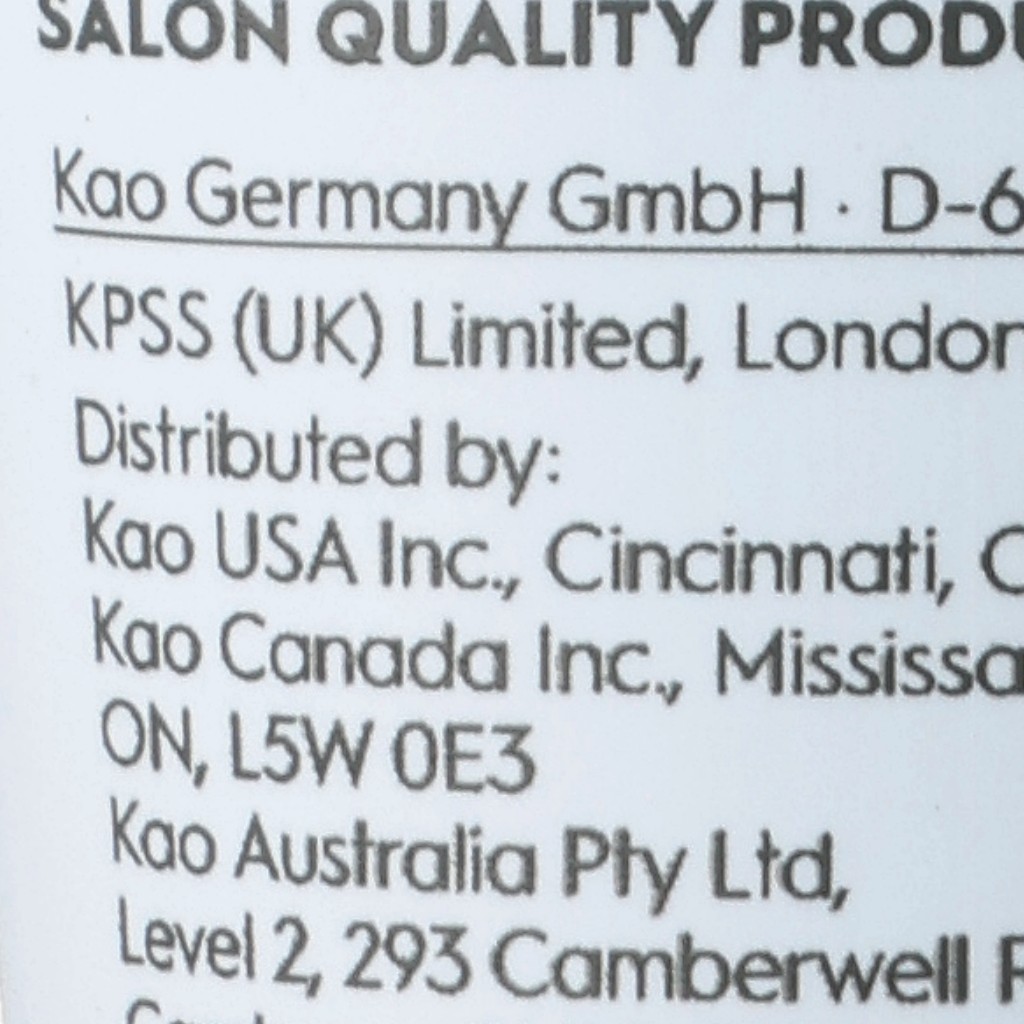 SALON QUALITY
Kao Germany GmbH · D-6
KPSS (UK) Limited, London
Distributed by:
Kao USA Inc., Cincinnati,
Kao Canada Inc., Mississa
ON, L5W 0E3
Kao Australia Pty Ltd,
Level 2, 293 Camberwell